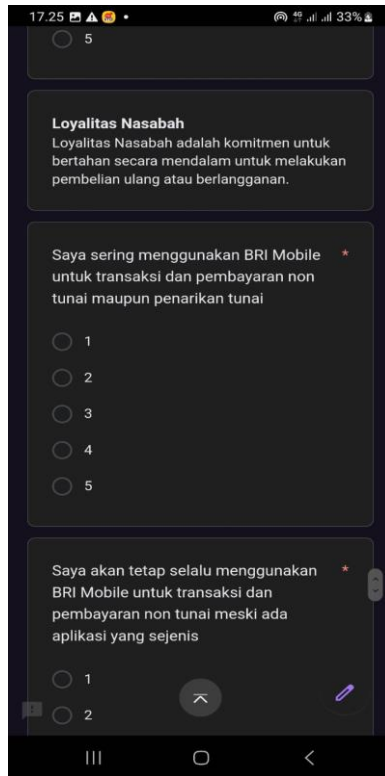 17.25
4G 33%
5
Loyalitas Nasabah
Loyalitas Nasabah adalah komitmen untuk
bertahan secara mendalam untuk melakukan
pembelian ulang atau berlangganan.
Saya sering menggunakan BRI Mobile *
untuk transaksi dan pembayaran non
tunai maupun penarikan tunai
1
2
3
4
5
Saya akan tetap selalu menggunakan *
BRI Mobile untuk transaksi dan
pembayaran non tunai meski ada
aplikasi yang sejenis
1
2